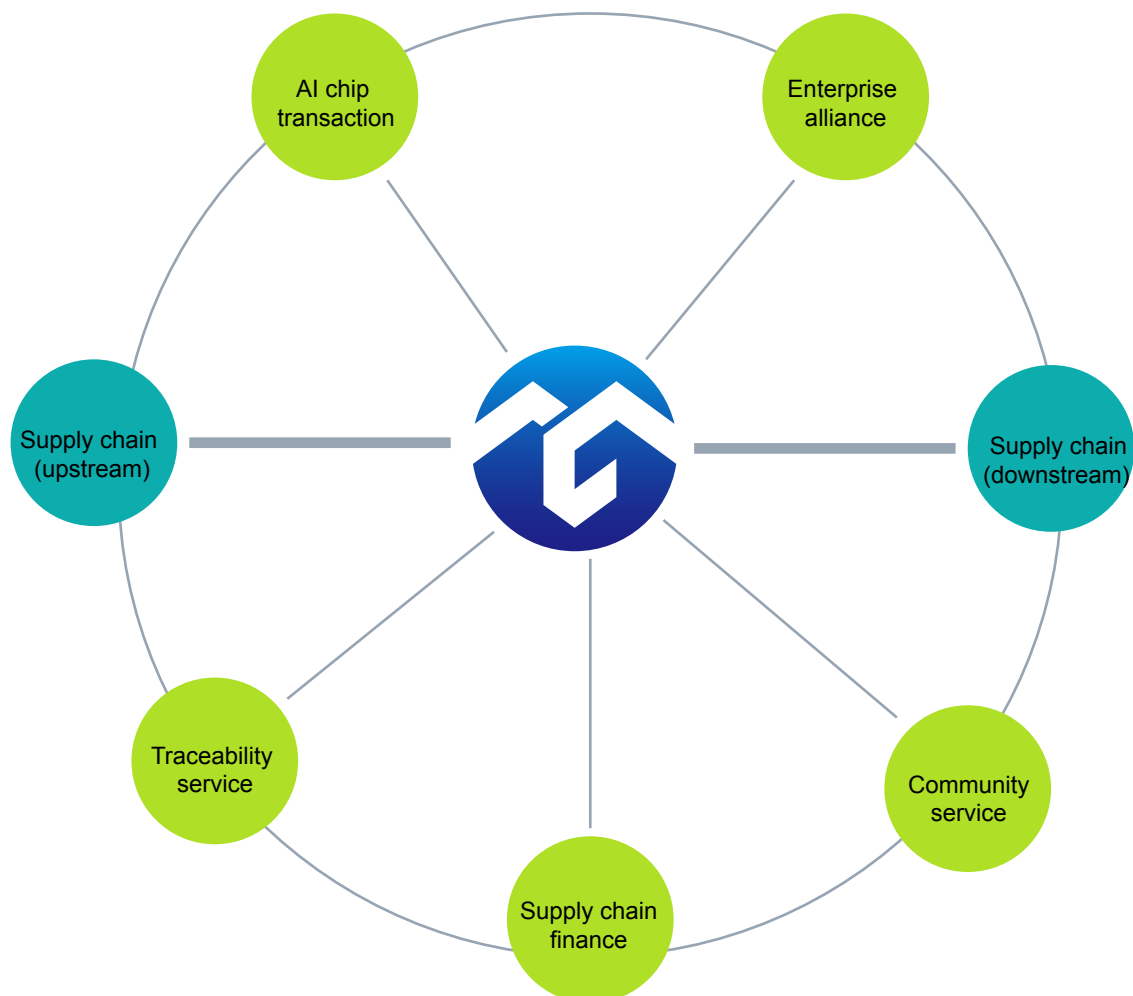 AI chip
transaction
Enterprise
alliance
Supply chain
(upstream)
Supply chain
(downstream)
Traceability
service
Community
service
Supply chain
finance